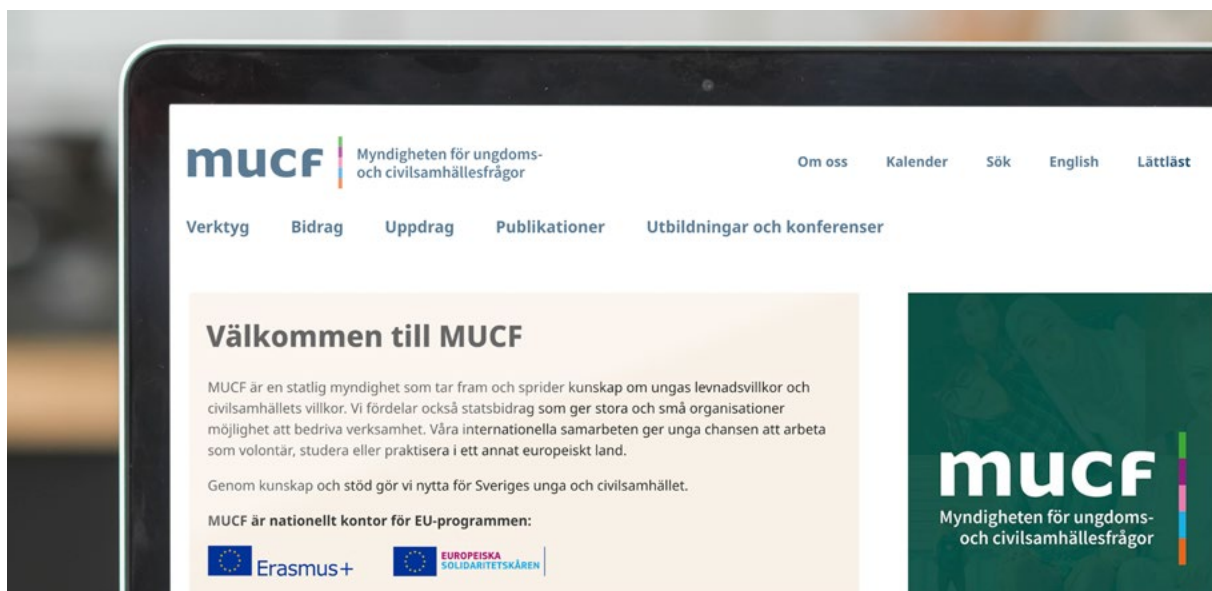 mucf
Myndigheten för ungdoms-
och civilsamhällesfrågor
Om oss Kalender Sök English Lättläst
Verktyg Bidrag Uppdrag Publikationer Utbildningar och konferenser
Välkommen till MUCF
MUCF är en statlig myndighet som tar fram och sprider kunskap om ungas levnadsvillkor och
civilsamhällets villkor. Vi fördelar också statsbidrag som ger stora och små organisationer
möjlighet att bedriva verksamhet. Våra internationella samarbeten ger unga chansen att arbeta
som volontär, studera eller praktisera i ett annat europeiskt land.
Genom kunskap och stöd gör vi nytta för Sveriges unga och civilsamhället.
MUCF är nationellt kontor för EU-programmen:
Erasmus+
EUROPEISKA
SOLIDARITETSKÅREN
mucf
Myndigheten för ungdoms-
och civilsamhällesfrågor